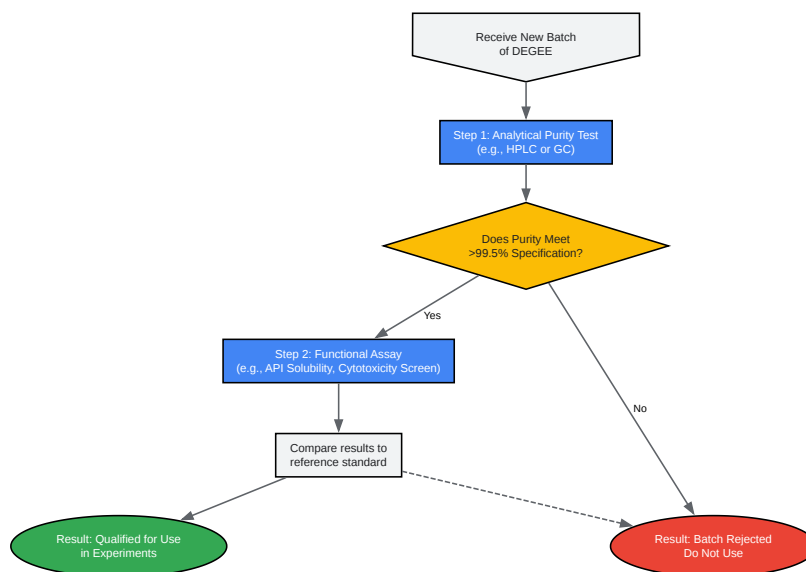 Receive New Batch
of DEGEE
Step 1: Analytical Purity Test
(e.g., HPLC or GC)
Does Purity Meet
>99.5% Specification?
Yes
Step 2: Functional Assay
(e.g., API Solubility, Cytotoxicity Screen)
No
Compare results to
reference standard
Result: Qualified for Use
in Experiments
Result: Batch Rejected
Do Not Use